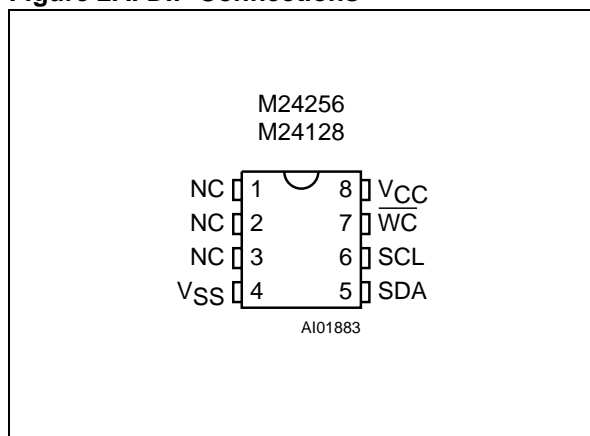 Figure 2A. DIP Connections
M24256
M24128
NC 1 8 VCC
NC 2 7 W̅C̅
NC 3 6 SCL
VSS 4 5 SDA
AI01883